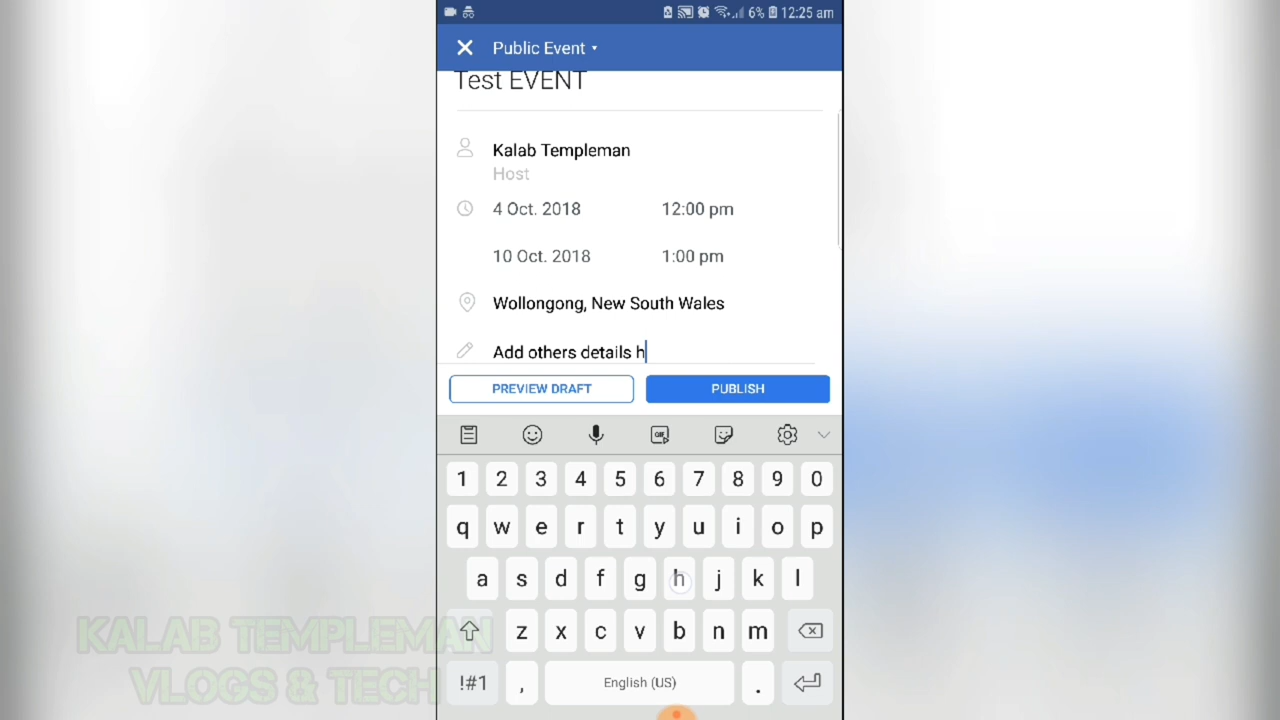 6% 12:25 am
Public Event
Test EVENT
Kalab Templeman
Host
4 Oct. 2018 12:00 pm
10 Oct. 2018 1:00 pm
Wollongong, New South Wales
Add others details h
PREVIEW DRAFT PUBLISH
GIF
1 2 3 4 5 6 7 8 9 0
q w e r t y u i o p
a s d f g h j k l
z x c v b n m
!#1 , English (US) .
KALAB TEMPLEMAN
VLOGS & TECH